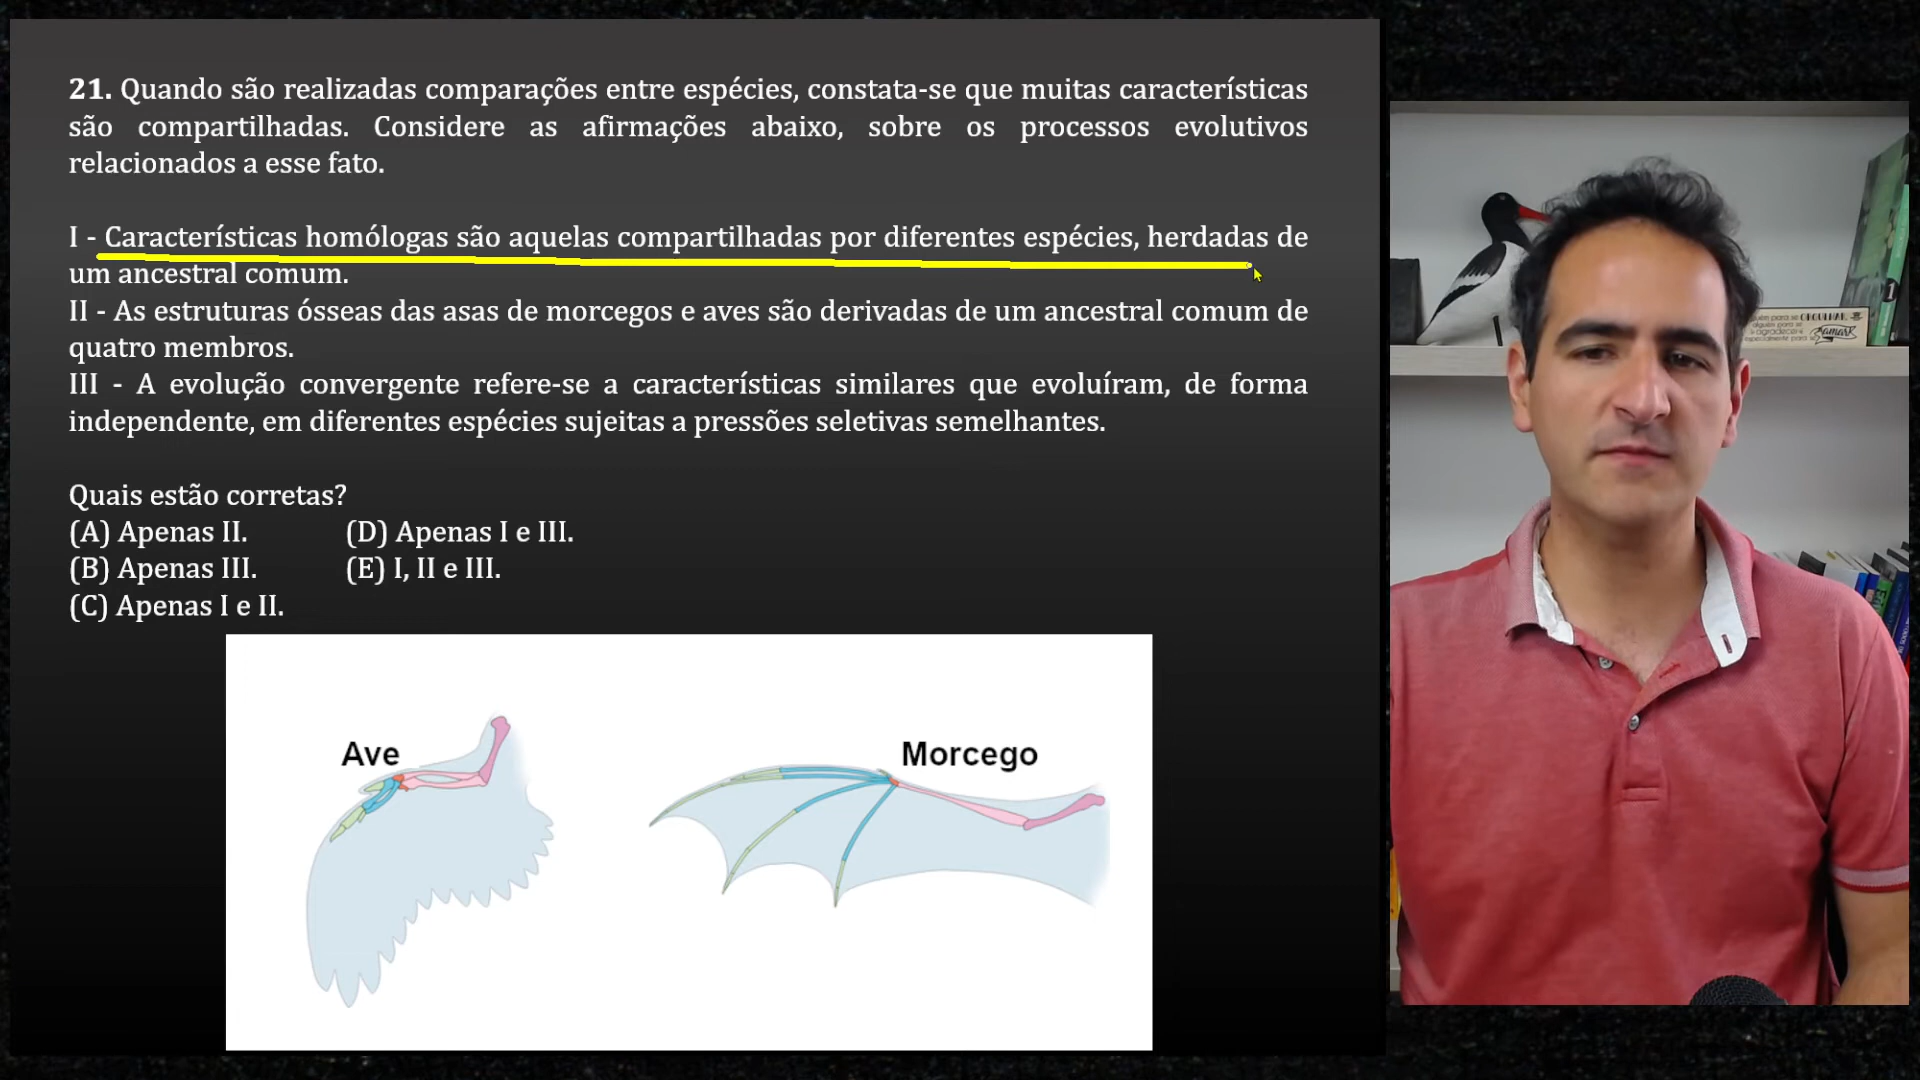 21. Quando são realizadas comparações entre espécies, constata-se que muitas características
são compartilhadas. Considere as afirmações abaixo, sobre os processos evolutivos
relacionados a esse fato.
I - Características homólogas são aquelas compartilhadas por diferentes espécies, herdadas de
um ancestral comum.
II - As estruturas ósseas das asas de morcegos e aves são derivadas de um ancestral comum de
quatro membros.
III - A evolução convergente refere-se a características similares que evoluíram, de forma
independente, em diferentes espécies sujeitas a pressões seletivas semelhantes.
Quais estão corretas?
(A) Apenas II. (D) Apenas I e III.
(B) Apenas III. (E) I, II e III.
(C) Apenas I e II.
Ave
Morcego